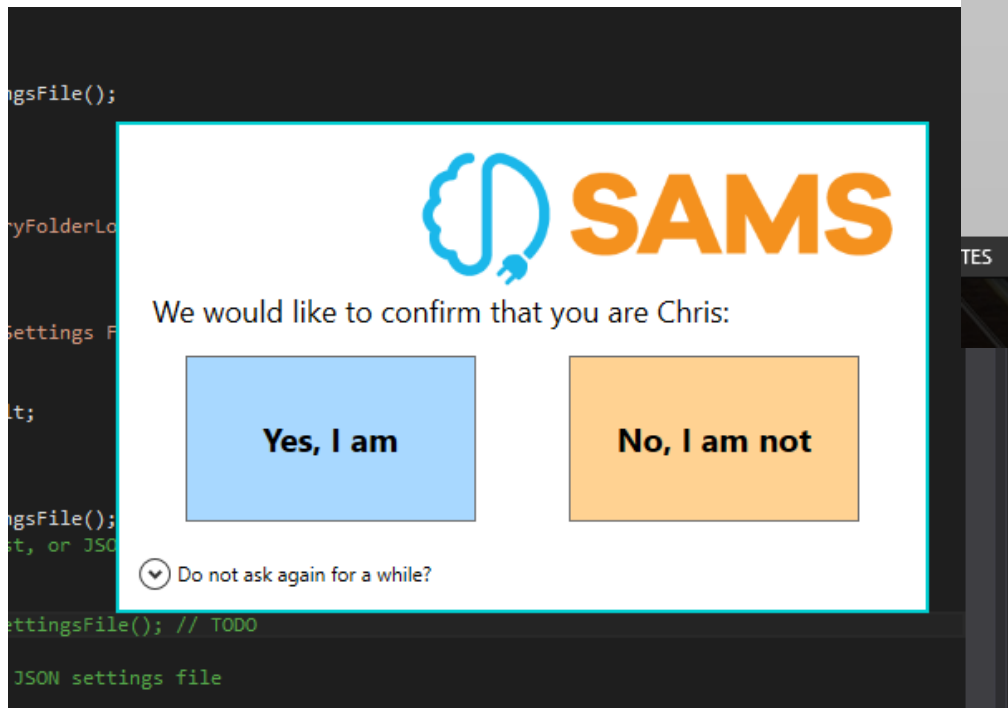 ngsFile();
SAMS
yFolderLo
TES
We would like to confirm that you are Chris:
Settings F
lt;
Yes, I am
No, I am not
ngsFile();
st, or JSO
Do not ask again for a while?
ettingsFile(); // TODO
JSON settings file